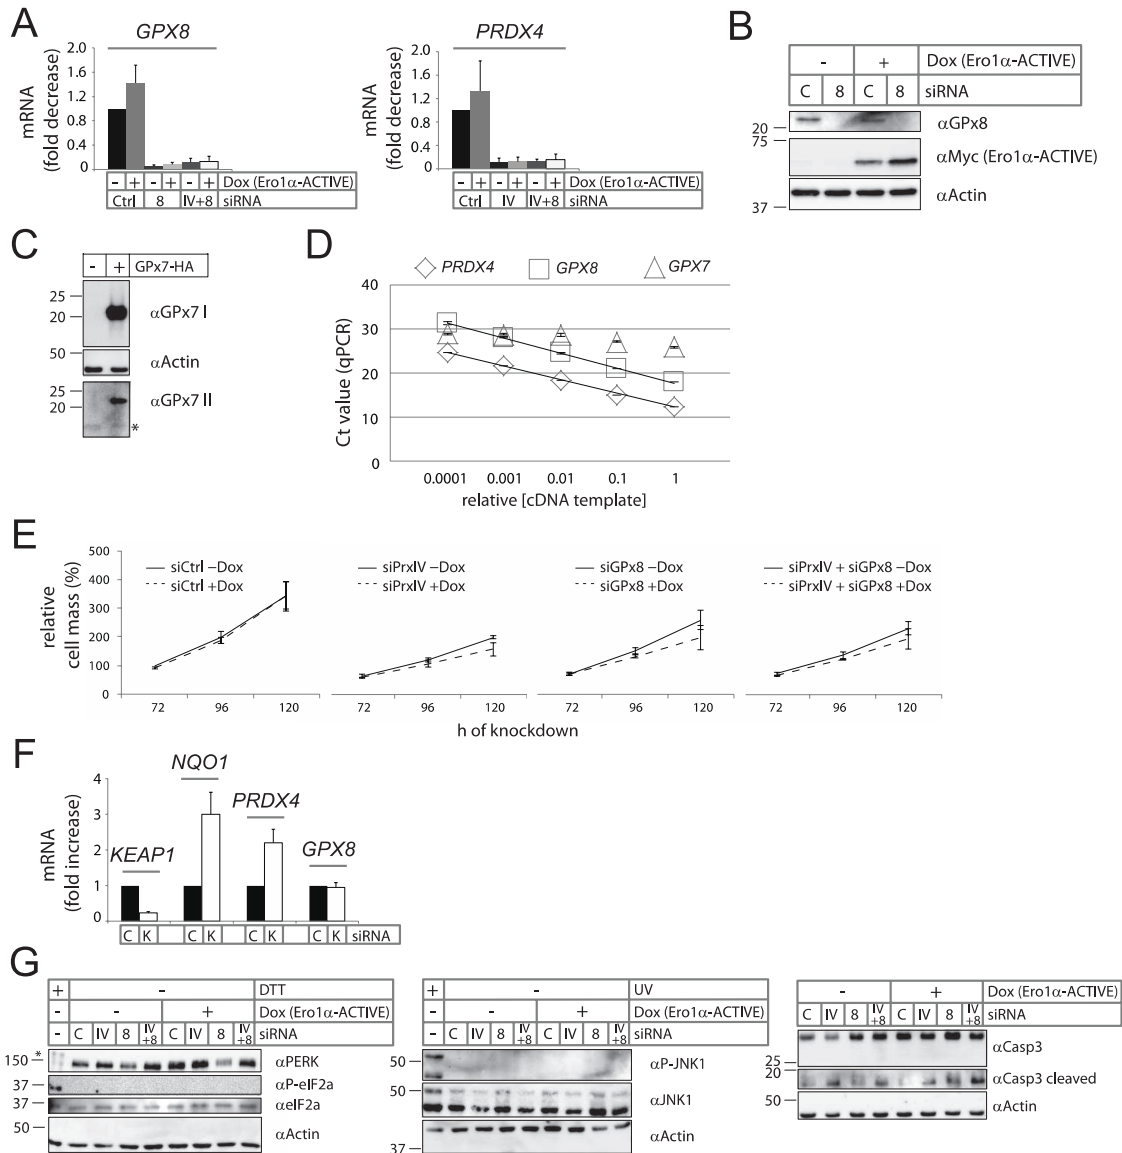 A
GPX8
mRNA
(fold decrease)
2.0
1.6
1.2
0.8
0.4
0
- + - + - + Dox (Ero1α-ACTIVE)
Ctrl 8 IV+8 siRNA
PRDX4
mRNA
(fold decrease)
2.0
1.6
1.2
0.8
0.4
0
- + - + - + Dox (Ero1α-ACTIVE)
Ctrl IV IV+8 siRNA
B
- + Dox (Ero1α-ACTIVE)
C 8 C 8 siRNA
20
αGPx8
75
αMyc (Ero1α-ACTIVE)
αActin
37
C
- + GPx7-HA
25
20
αGPx7 I
50
αActin
25
20
αGPx7 II
*
D
PRDX4 GPX8 GPX7
Ct value (qPCR)
40
30
20
10
0
0.0001 0.001 0.01 0.1 1
relative [cDNA template]
E
relative
cell mass (%)
500
400
300
200
100
0
siCtrl −Dox
siCtrl +Dox
siPrxIV −Dox
siPrxIV +Dox
siGPx8 −Dox
siGPx8 +Dox
siPrxIV + siGPx8 −Dox
siPrxIV + siGPx8 +Dox
72 96 120 72 96 120 72 96 120 72 96 120
h of knockdown
F
mRNA
(fold increase)
4
3
2
1
0
KEAP1
NQO1
PRDX4
GPX8
C K C K C K C K siRNA
G
+ - DTT
- - + Dox (Ero1α-ACTIVE)
- C IV 8 IV+8 C IV 8 IV+8 siRNA
*
150
αPERK
37
αP-eIF2a
37
αeIF2a
50
αActin
+ - UV
- - + Dox (Ero1α-ACTIVE)
- C IV 8 IV+8 C IV 8 IV+8 siRNA
50
αP-JNK1
50
αJNK1
αActin
37
- + Dox (Ero1α-ACTIVE)
C IV 8 IV+8 C IV 8 IV+8 siRNA
αCasp3
25
20
αCasp3 cleaved
50
αActin